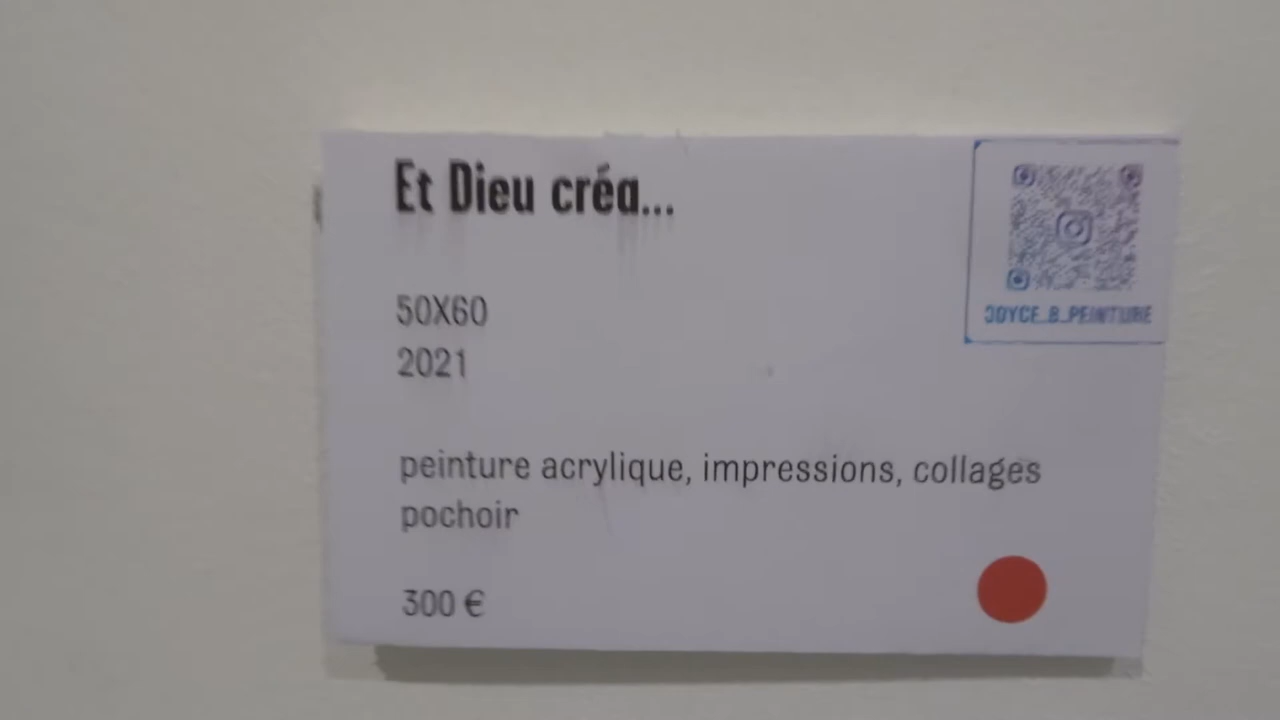 Et Dieu créa...
JOYCE_B_PEINTURE
50X60
2021
peinture acrylique, impressions, collages
pochoir
300 €